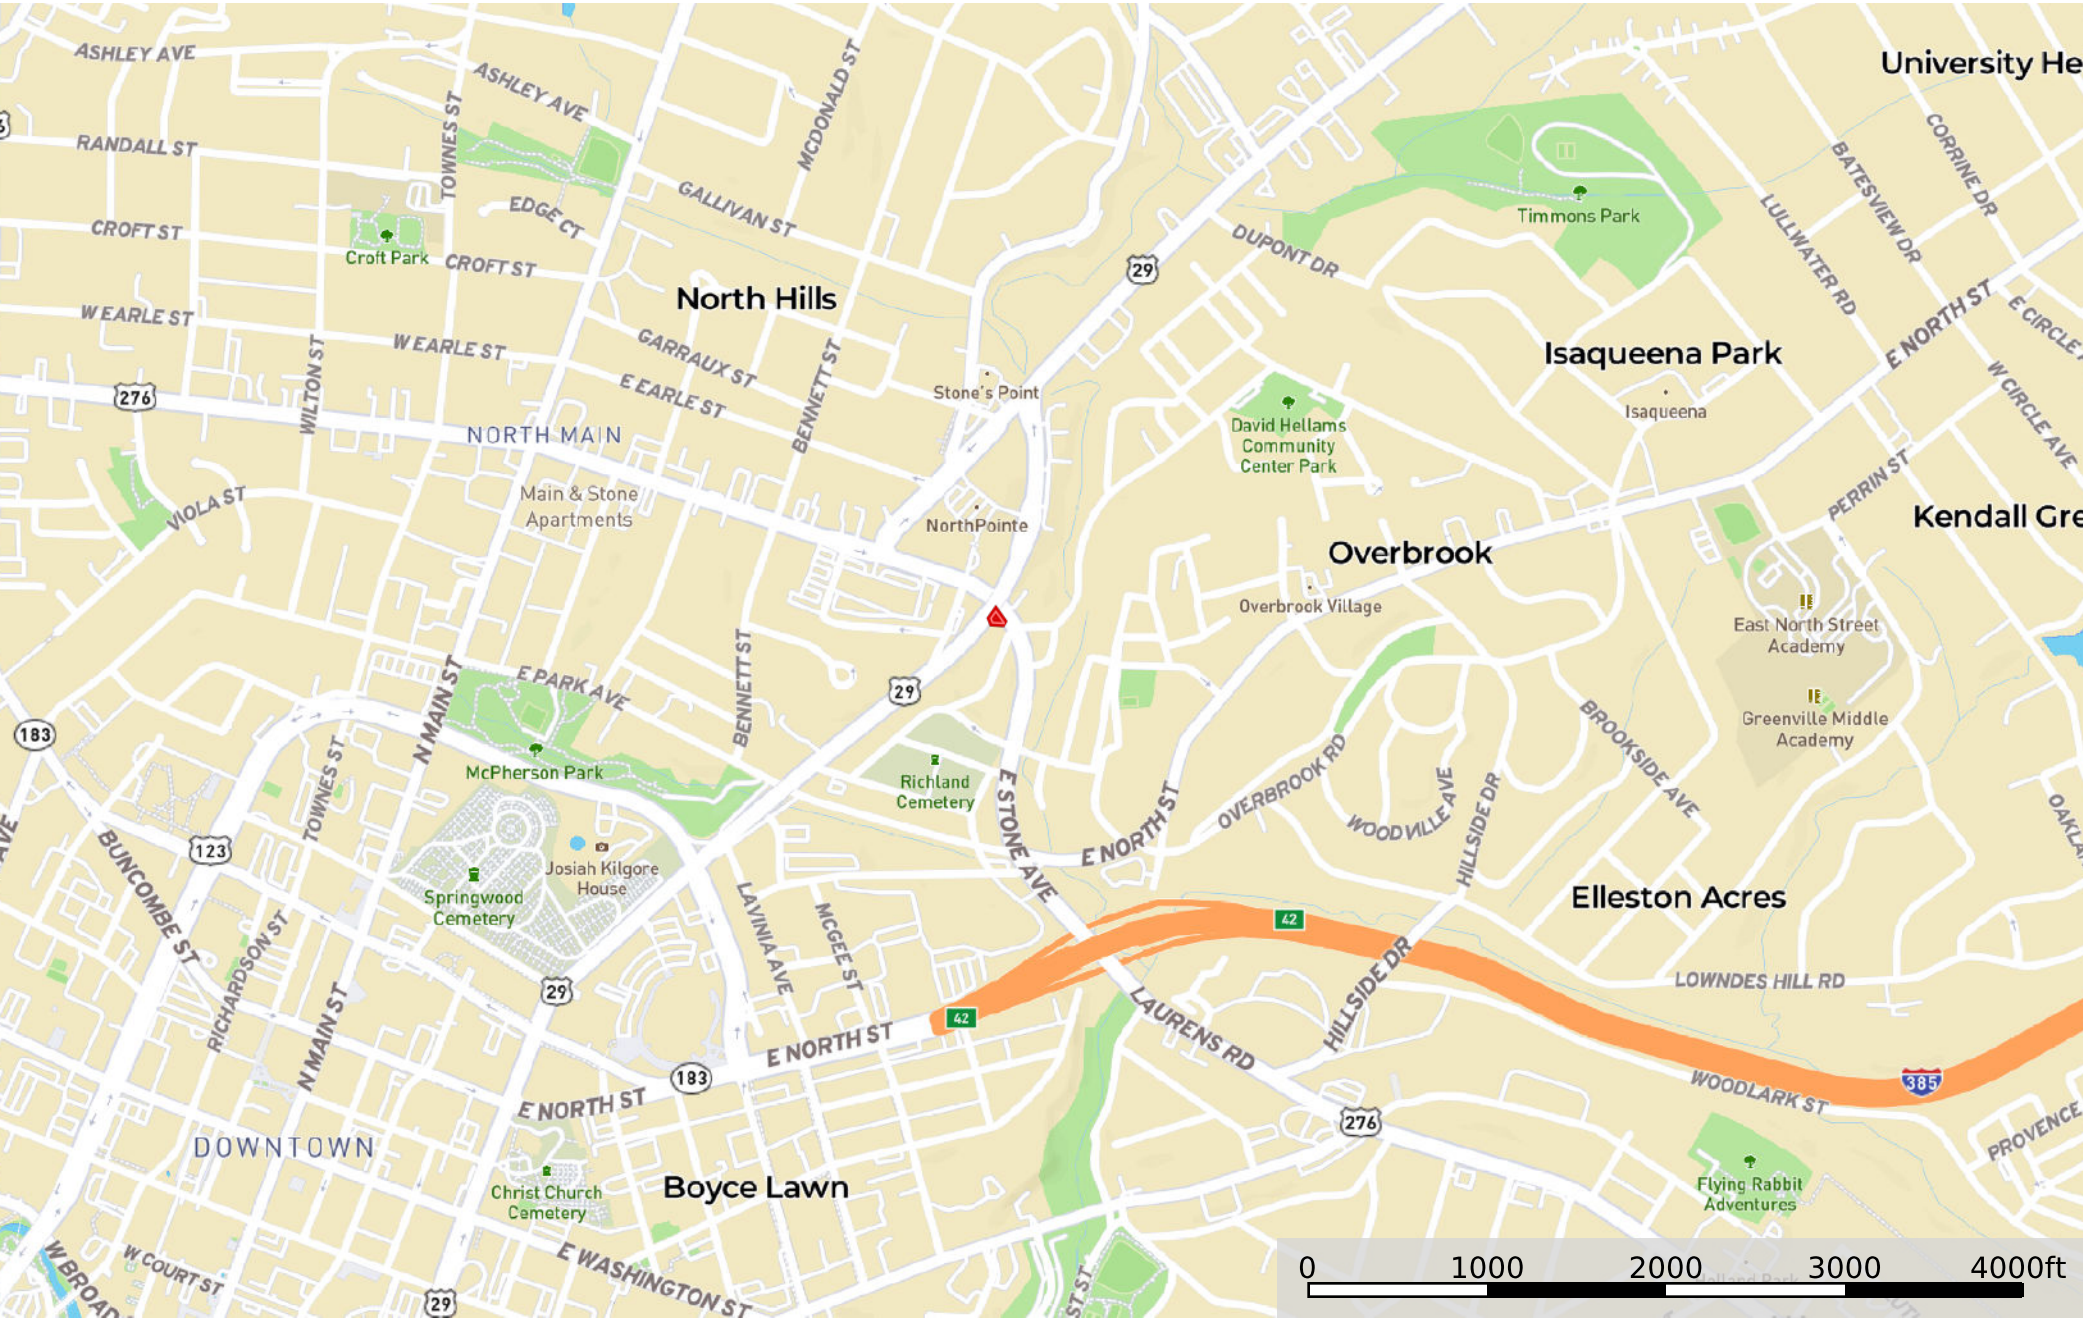 University He
ASHLEY AVE
ASHLEY AVE
MCDONALD ST
TOWNES ST
RANDALL ST
CORRINE DR
BATESVIEW DR
Timmons Park
GALLIVAN ST
EDGE CT
LULLWATER RD
CROFT ST
Croft Park
CROFT ST
DUPONT DR
29
North Hills
E NORTH ST
E CIRCLE A
W EARLE ST
W EARLE ST
WILTON ST
GARRAUX ST
BENNETT ST
E EARLE ST
Isaqueena Park
W CIRCLE AVE
276
Stone's Point
Isaqueena
NORTH MAIN
David Hellams
Community
Center Park
PERRIN ST
VIOLA ST
Main & Stone
Apartments
NorthPointe
Kendall Gre
Overbrook
Overbrook Village
East North Street
Academy
E PARK AVE
BENNETT ST
29
N MAIN ST
183
Greenville Middle
Academy
BROOKSIDE AVE
TOWNES ST
McPherson Park
Richland
Cemetery
E STONE AVE
E NORTH ST
OVERBROOK RD
WOODVILLE AVE
HILLSIDE DR
OAKLA
AVE
BUNCOMBE ST
123
Josiah Kilgore
House
Springwood
Cemetery
LAVINIA AVE
MCGEE ST
Elleston Acres
42
RICHARDSON ST
29
N MAIN ST
42
LAURENS RD
HILLSIDE DR
LOWNDES HILL RD
E NORTH ST
183
E NORTH ST
385
WOODLARK ST
PROVENCE
276
DOWNTOWN
Christ Church
Cemetery
Boyce Lawn
Flying Rabbit
Adventures
W BROAD
W COURT ST
E WASHINGTON ST
29
ST ST
0 1000 2000 3000 4000ft
Holland Park